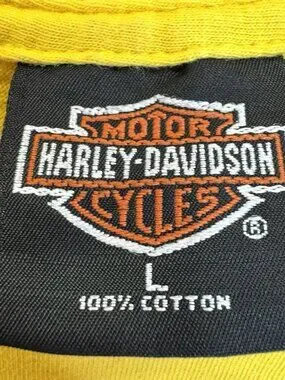 MOTOR
HARLEY-DAVIDSON
CYCLES
®
L
100% COTTON